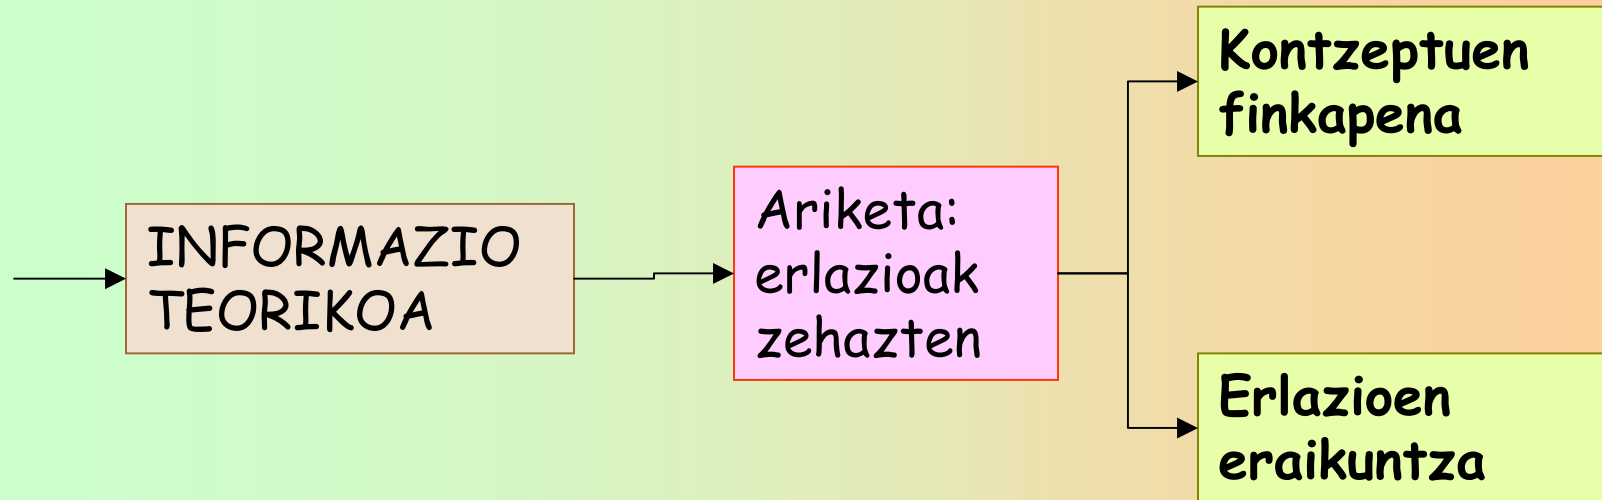 INFORMAZIO
TEORIKOA
Ariketa:
erlazioak
zehazten
Kontzeptuen
finkapena
Erlazioen
eraikuntza